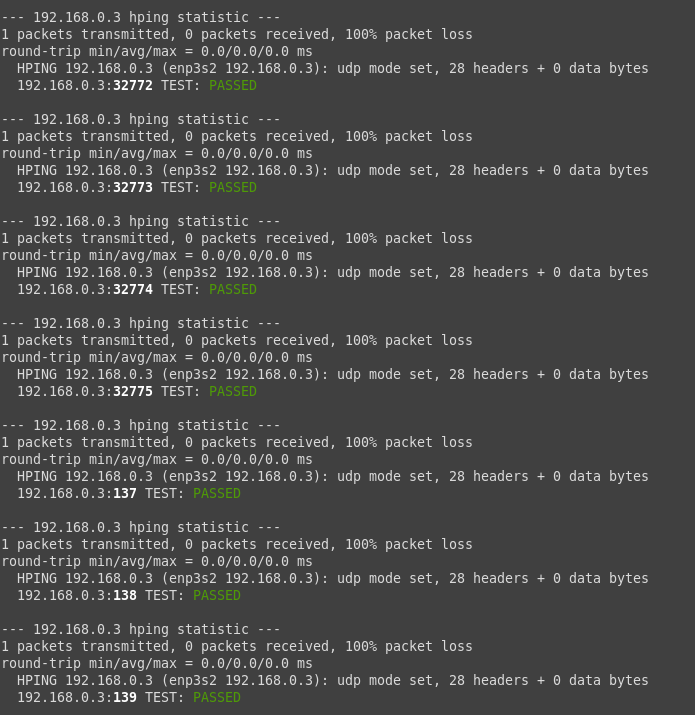 --- 192.168.0.3 hping statistic ---
1 packets transmitted, 0 packets received, 100% packet loss
round-trip min/avg/max = 0.0/0.0/0.0 ms
  HPING 192.168.0.3 (enp3s2 192.168.0.3): udp mode set, 28 headers + 0 data bytes
  192.168.0.3:32772 TEST: PASSED

--- 192.168.0.3 hping statistic ---
1 packets transmitted, 0 packets received, 100% packet loss
round-trip min/avg/max = 0.0/0.0/0.0 ms
  HPING 192.168.0.3 (enp3s2 192.168.0.3): udp mode set, 28 headers + 0 data bytes
  192.168.0.3:32773 TEST: PASSED

--- 192.168.0.3 hping statistic ---
1 packets transmitted, 0 packets received, 100% packet loss
round-trip min/avg/max = 0.0/0.0/0.0 ms
  HPING 192.168.0.3 (enp3s2 192.168.0.3): udp mode set, 28 headers + 0 data bytes
  192.168.0.3:32774 TEST: PASSED

--- 192.168.0.3 hping statistic ---
1 packets transmitted, 0 packets received, 100% packet loss
round-trip min/avg/max = 0.0/0.0/0.0 ms
  HPING 192.168.0.3 (enp3s2 192.168.0.3): udp mode set, 28 headers + 0 data bytes
  192.168.0.3:32775 TEST: PASSED

--- 192.168.0.3 hping statistic ---
1 packets transmitted, 0 packets received, 100% packet loss
round-trip min/avg/max = 0.0/0.0/0.0 ms
  HPING 192.168.0.3 (enp3s2 192.168.0.3): udp mode set, 28 headers + 0 data bytes
  192.168.0.3:137 TEST: PASSED

--- 192.168.0.3 hping statistic ---
1 packets transmitted, 0 packets received, 100% packet loss
round-trip min/avg/max = 0.0/0.0/0.0 ms
  HPING 192.168.0.3 (enp3s2 192.168.0.3): udp mode set, 28 headers + 0 data bytes
  192.168.0.3:138 TEST: PASSED

--- 192.168.0.3 hping statistic ---
1 packets transmitted, 0 packets received, 100% packet loss
round-trip min/avg/max = 0.0/0.0/0.0 ms
  HPING 192.168.0.3 (enp3s2 192.168.0.3): udp mode set, 28 headers + 0 data bytes
  192.168.0.3:139 TEST: PASSED